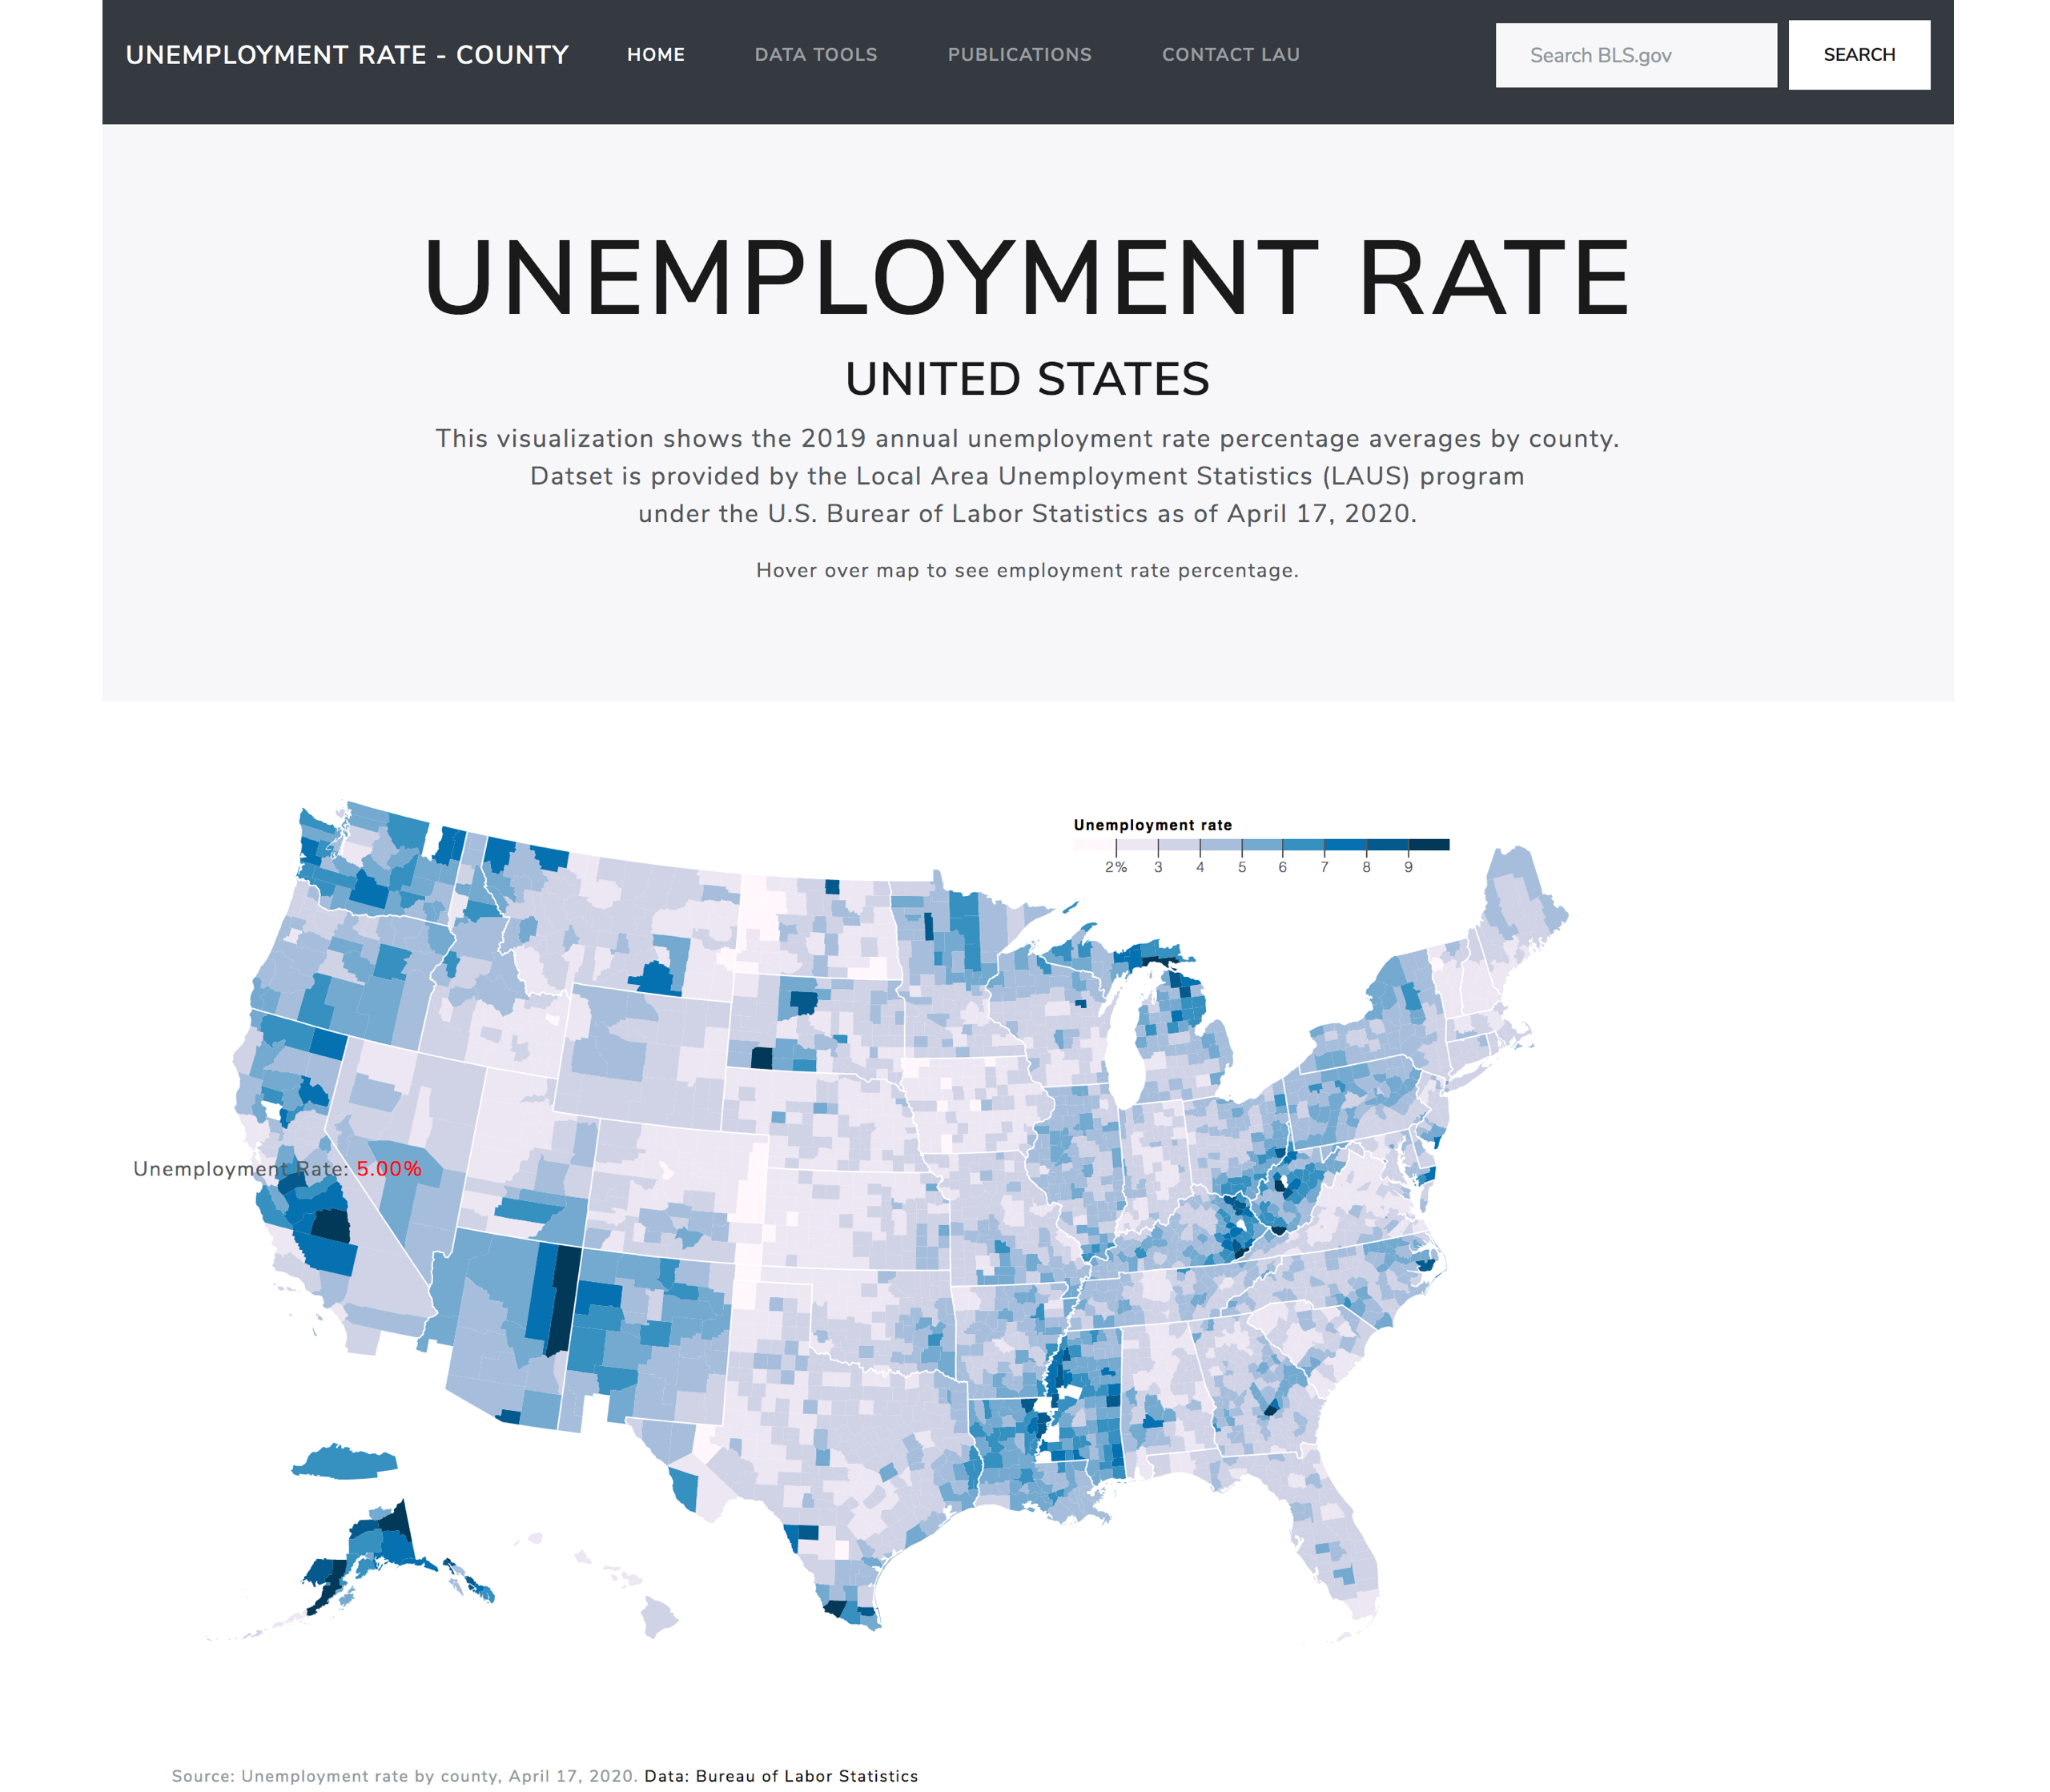 UNEMPLOYMENT RATE - COUNTY HOME DATA TOOLS PUBLICATIONS CONTACT LAU Search BLS.gov SEARCH
UNEMPLOYMENT RATE
UNITED STATES
This visualization shows the 2019 annual unemployment rate percentage averages by county.
Datset is provided by the Local Area Unemployment Statistics (LAUS) program
under the U.S. Burear of Labor Statistics as of April 17, 2020.
Hover over map to see employment rate percentage.
Unemployment rate
2% 3 4 5 6 7 8 9
Unemployment Rate: 5.00%
Source: Unemployment rate by county, April 17, 2020. Data: Bureau of Labor Statistics